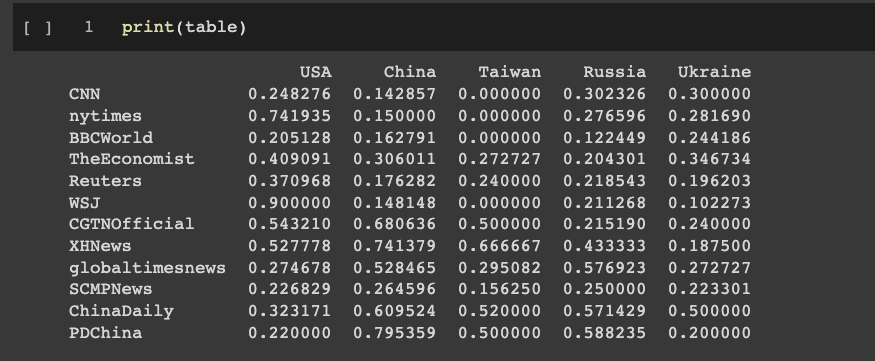 [ ] 1 print(table)
USA China Taiwan Russia Ukraine
CNN 0.248276 0.142857 0.000000 0.302326 0.300000
nytimes 0.741935 0.150000 0.000000 0.276596 0.281690
BBCWorld 0.205128 0.162791 0.000000 0.122449 0.244186
TheEconomist 0.409091 0.306011 0.272727 0.204301 0.346734
Reuters 0.370968 0.176282 0.240000 0.218543 0.196203
WSJ 0.900000 0.148148 0.000000 0.211268 0.102273
CGTNOfficial 0.543210 0.680636 0.500000 0.215190 0.240000
XHNews 0.527778 0.741379 0.666667 0.433333 0.187500
globaltimesnews 0.274678 0.528465 0.295082 0.576923 0.272727
SCMPNews 0.226829 0.264596 0.156250 0.250000 0.223301
ChinaDaily 0.323171 0.609524 0.520000 0.571429 0.500000
PDChina 0.220000 0.795359 0.500000 0.588235 0.200000